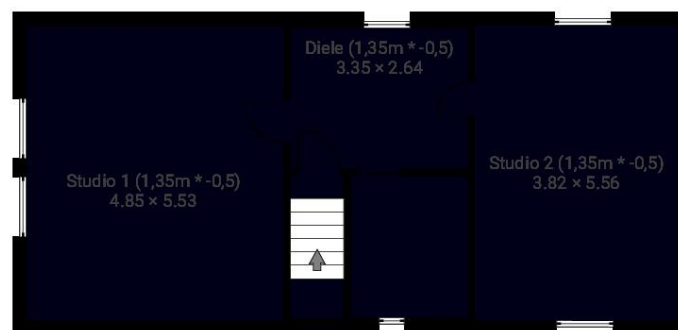 Diele (1,35m * -0,5)
3.35 × 2.64
Studio 1 (1,35m * -0,5)
4.85 × 5.53
Studio 2 (1,35m * -0,5)
3.82 × 5.56